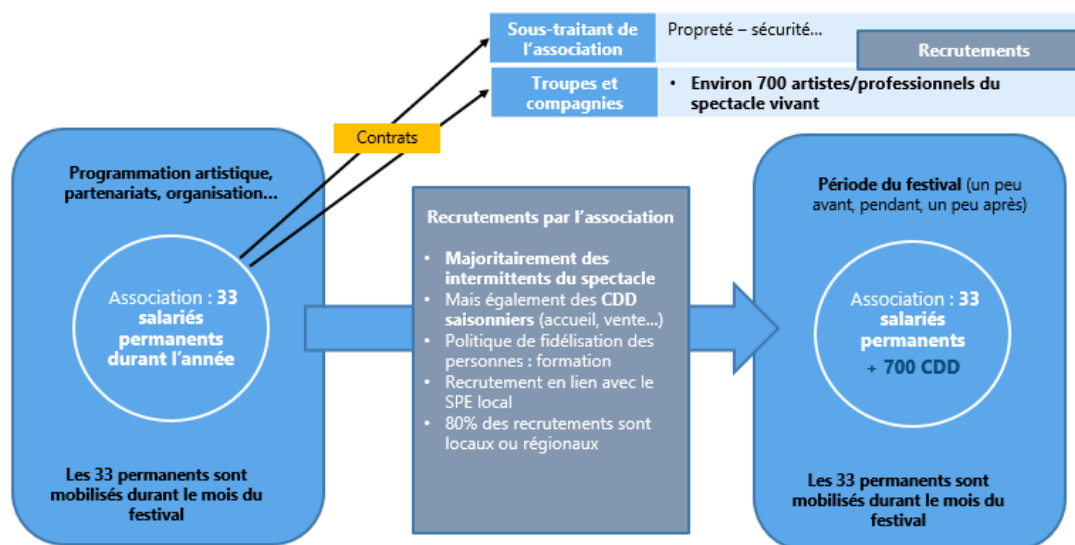 Sous-traitant de
l'association
Propreté – sécurité...
Recrutements
Troupes et
compagnies
• Environ 700 artistes/professionnels du
spectacle vivant
Contrats
Programmation artistique,
partenariats, organisation...
Association : 33
salariés
permanents
durant l'année
Les 33 permanents sont
mobilisés durant le mois du
festival
Recrutements par l'association
• Majoritairement des
intermittents du spectacle
• Mais également des CDD
saisonniers (accueil, vente...)
• Politique de fidélisation des
personnes : formation
• Recrutement en lien avec le
SPE local
• 80% des recrutements sont
locaux ou régionaux
Période du festival (un peu
avant, pendant, un peu après)
Association : 33
salariés
permanents
+ 700 CDD
Les 33 permanents sont
mobilisés durant le mois du
festival